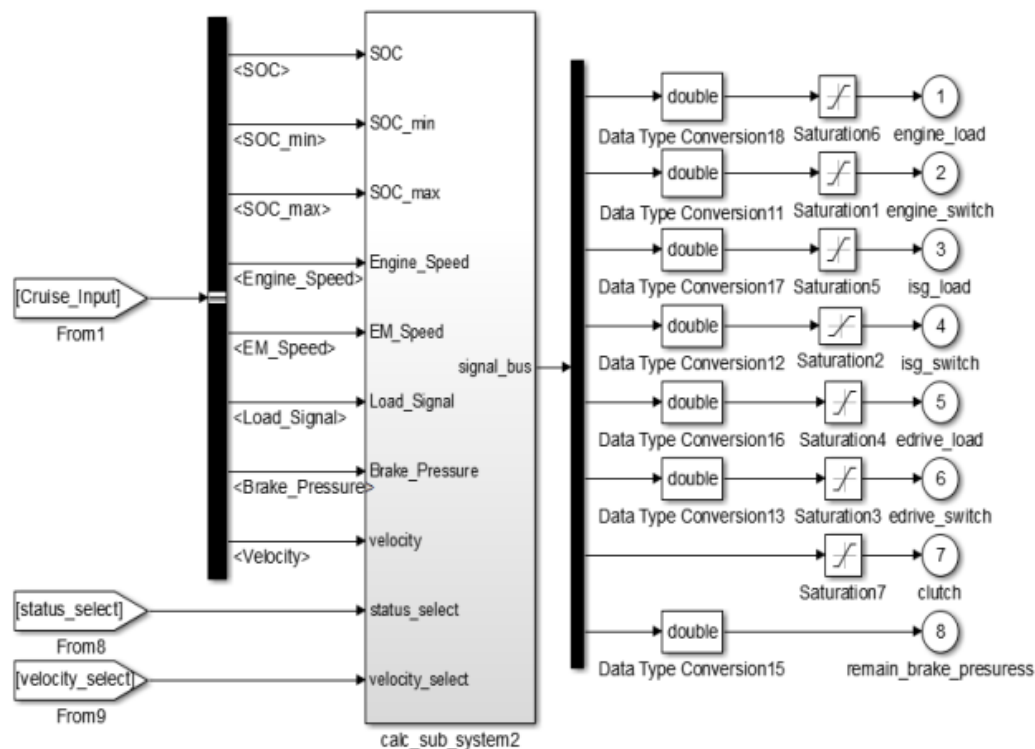 <SOC>
<SOC_min>
<SOC_max>
<Engine_Speed>
<EM_Speed>
<Load_Signal>
<Brake_Pressure>
<Velocity>
[Cruise_Input]
From1
[status_select]
From8
[velocity_select]
From9
SOC
SOC_min
SOC_max
Engine_Speed
EM_Speed
Load_Signal
Brake_Pressure
velocity
status_select
velocity_select
signal_bus
calc_sub_system2
double
1
Data Type Conversion18 Saturation6 engine_load
double
2
Data Type Conversion11 Saturation1 engine_switch
double
3
Data Type Conversion17 Saturation5 isg_load
double
4
Data Type Conversion12 Saturation2 isg_switch
double
5
Data Type Conversion16 Saturation4 edrive_load
double
6
Data Type Conversion13 Saturation3 edrive_switch
7
Saturation7 clutch
double
8
Data Type Conversion15 remain_brake_presuress